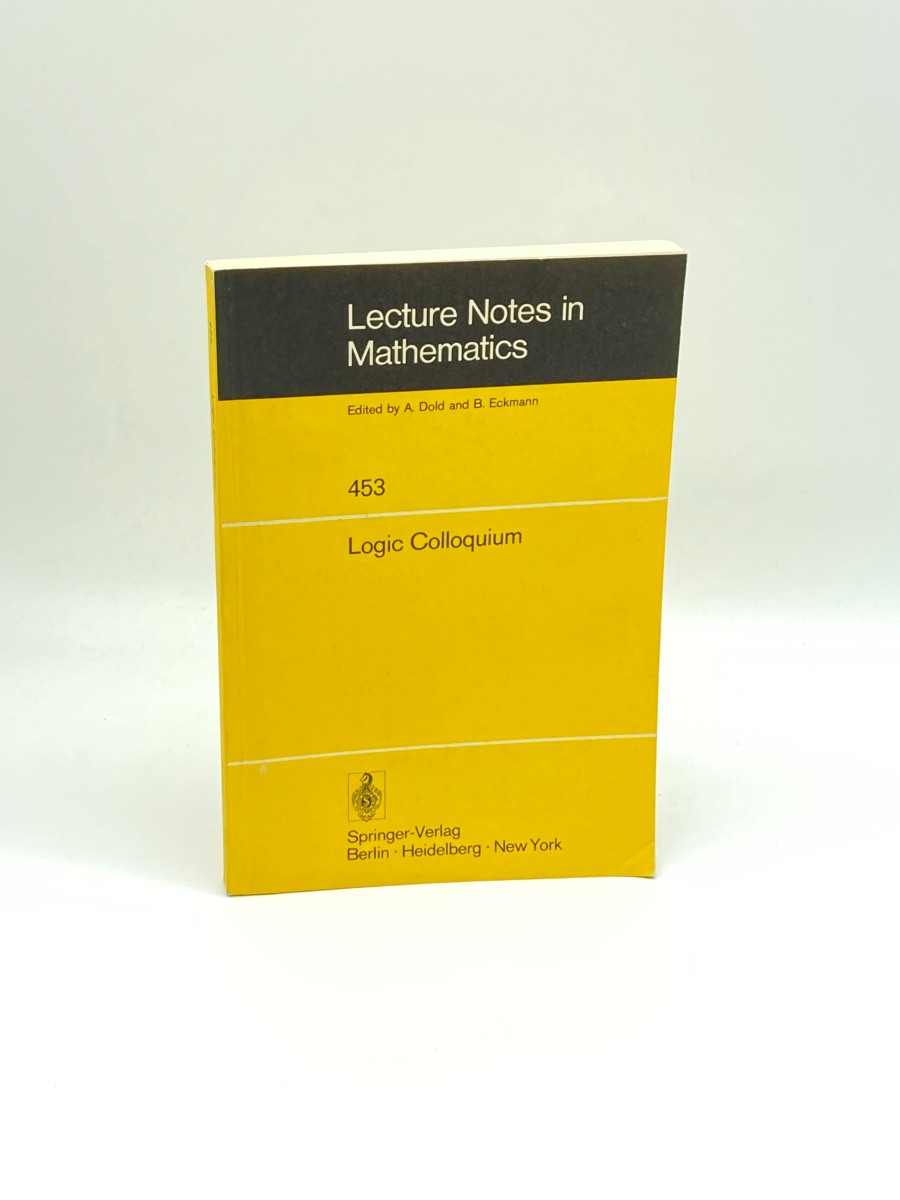 Lecture Notes in
Mathematics
Edited by A. Dold and B. Eckmann
453
Logic Colloquium
Springer-Verlag
Berlin · Heidelberg · New York